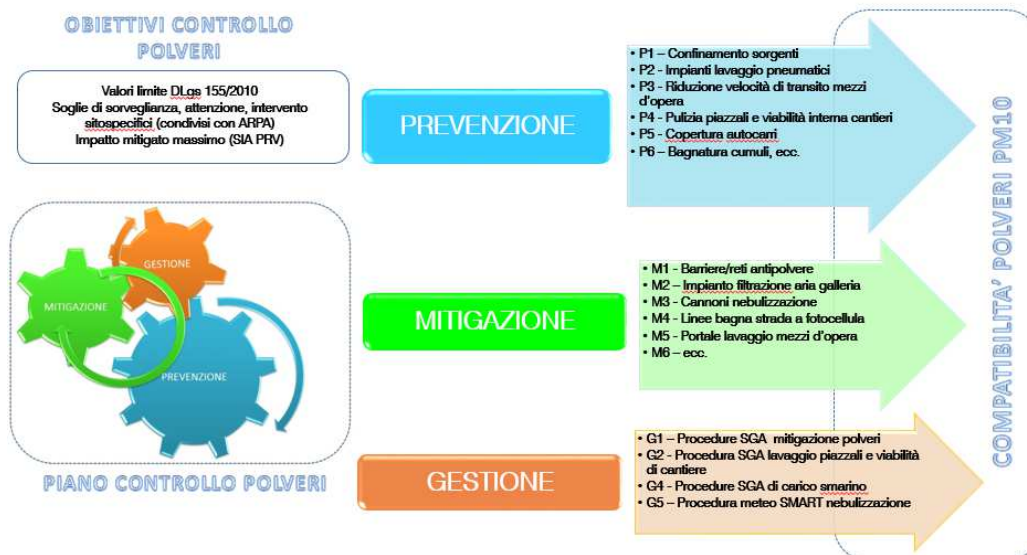 OBIETTIVI CONTROLLO
POLVERI
Valori limite DLgs 155/2010
Soglie di sorveglianza, attenzione, intervento
sitospecifici (condivisi con ARPA)
Impatto mitigato massimo (SIA PRV)
GESTIONE
MITIGAZIONE
PREVENZIONE
PIANO CONTROLLO POLVERI
PREVENZIONE
• P1 – Confinamento sorgenti
• P2 - Impianti lavaggio pneumatici
• P3 - Riduzione velocità di transito mezzi
d'opera
• P4 - Pulizia piazzali e viabilità interna cantieri
• P5 - Copertura autocarri
• P6 – Bagnatura cumuli, ecc.
MITIGAZIONE
• M1 - Barriere/reti antipolvere
• M2 – Impianto filtrazione aria galleria
• M3 - Cannoni nebulizzazione
• M4 - Linee bagna strada a fotocellula
• M5 - Portale lavaggio mezzi d'opera
• M6 – ecc.
GESTIONE
• G1 – Procedure SGA mitigazione polveri
• G2 - Procedura SGA lavaggio piazzali e viabilità
di cantiere
• G4 - Procedure SGA di carico smarino
• G5 – Procedura meteo SMART nebulizzazione
COMPATIBILITA' POLVERI PM10